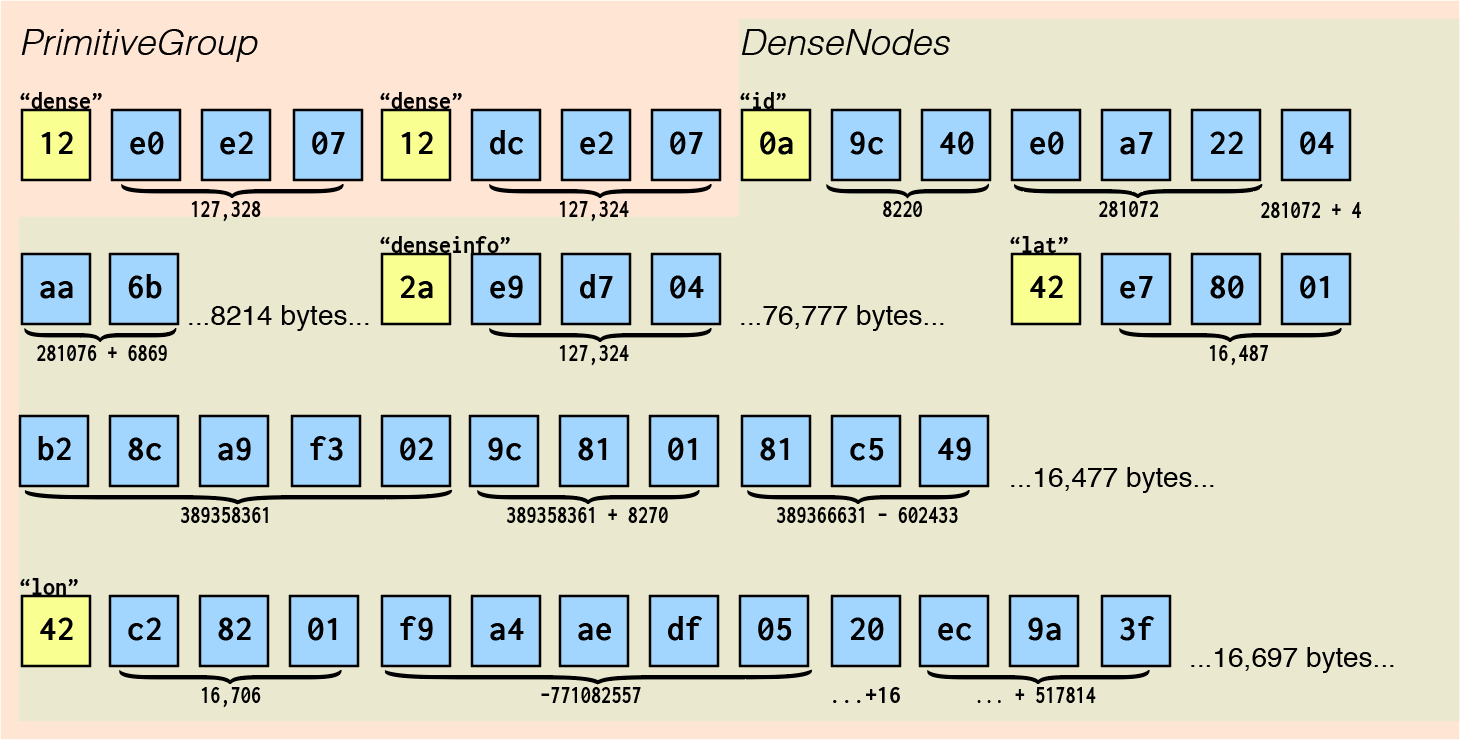 PrimitiveGroup DenseNodes
“dense” “dense” “id”
12 e0 e2 07 12 dc e2 07 0a 9c 40 e0 a7 22 04
127,328 127,324 8220 281072 281072 + 4
“denseinfo” “lat”
aa 6b ...8214 bytes... 2a e9 d7 04 ...76,777 bytes... 42 e7 80 01
281076 + 6869 127,324 16,487
b2 8c a9 f3 02 9c 81 01 81 c5 49 ...16,477 bytes...
389358361 389358361 + 8270 389366631 - 602433
“lon”
42 c2 82 01 f9 a4 ae df 05 20 ec 9a 3f ...16,697 bytes...
16,706 -771082557 ...+16 ... + 517814